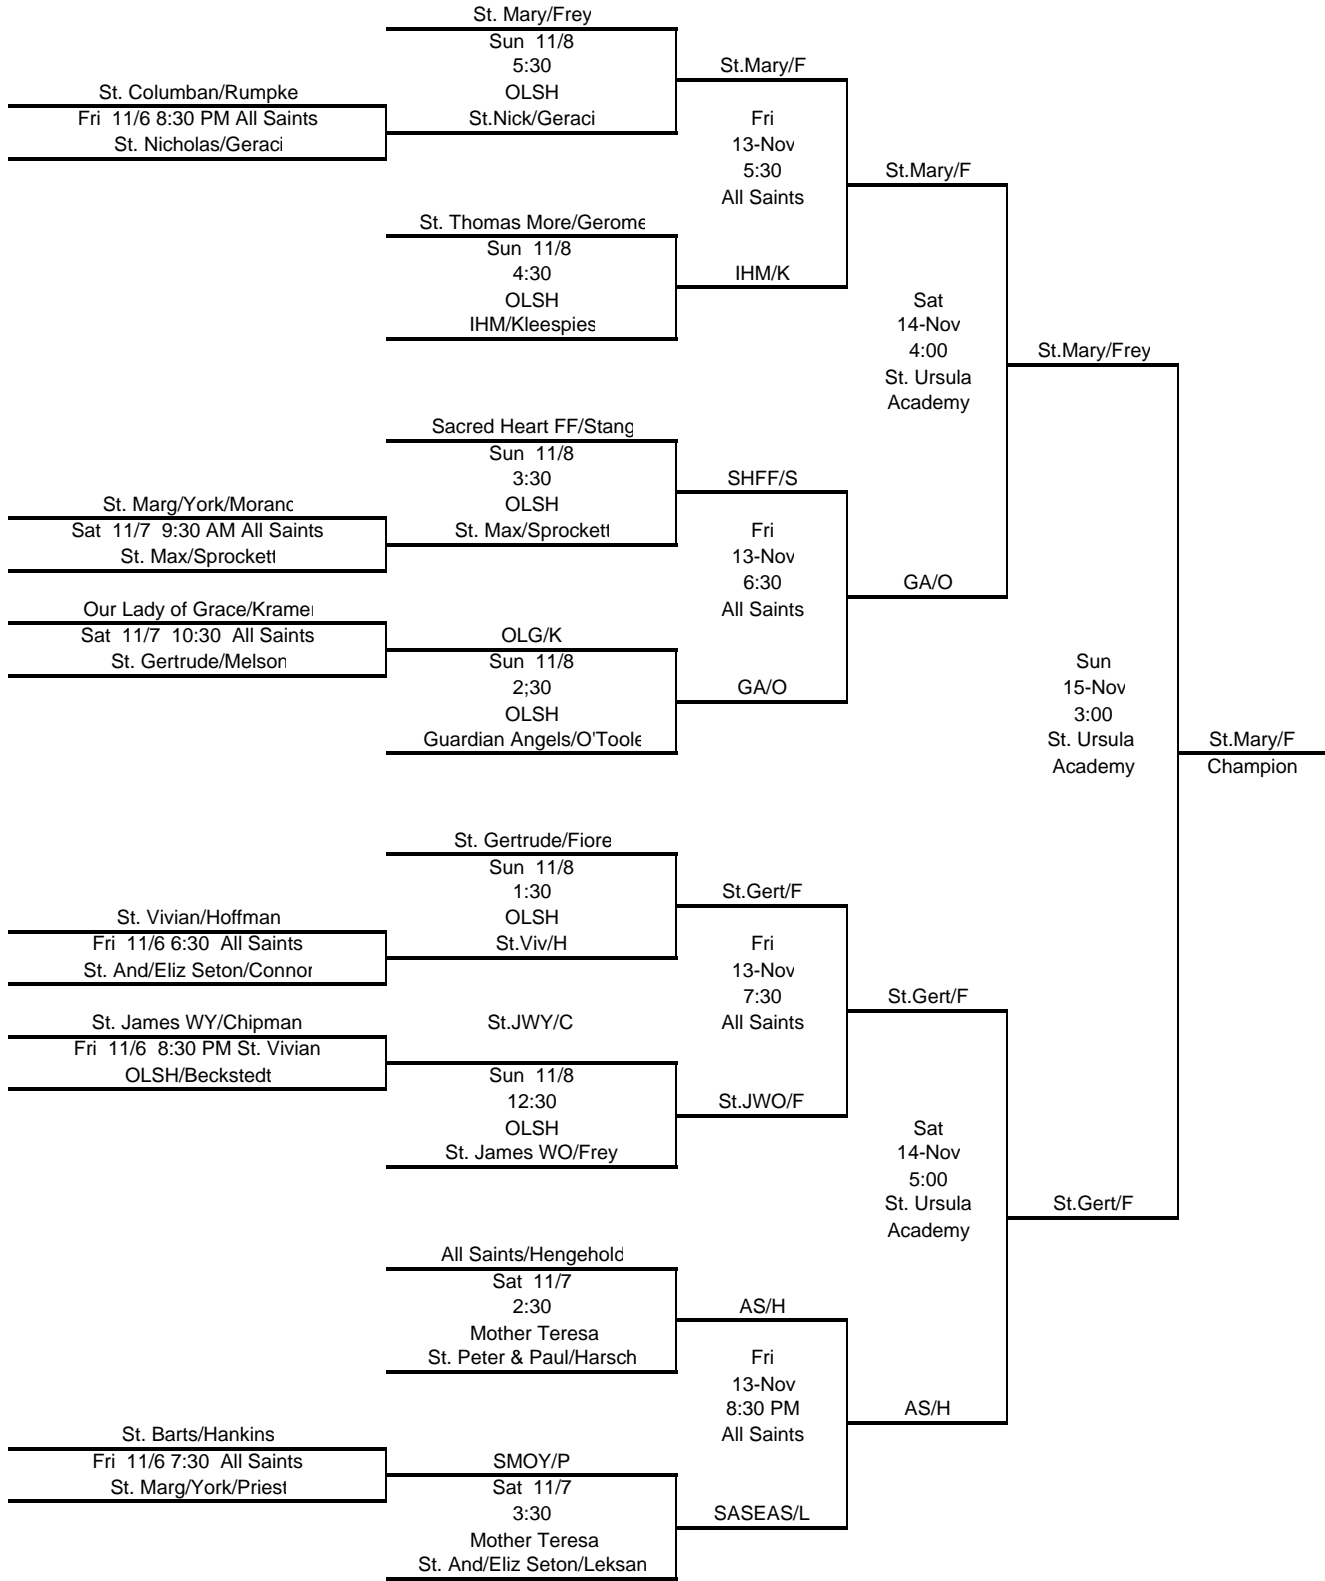 St. Mary/Frey
Sun 11/8
5:30
OLSH
St.Nick/Geraci
St. Columban/Rumpke
Fri 11/6 8:30 PM All Saints
St. Nicholas/Geraci
St.Mary/F
Fri
13-Nov
5:30
All Saints
St. Thomas More/Gerome
Sun 11/8
4:30
OLSH
IHM/Kleespies
IHM/K
St.Mary/F
Sat
14-Nov
4:00
St. Ursula
Academy
St.Mary/Frey
Sacred Heart FF/Stang
Sun 11/8
3:30
OLSH
St. Max/Sprockett
St. Marg/York/Morano
Sat 11/7 9:30 AM All Saints
St. Max/Sprockett
SHFF/S
Fri
13-Nov
6:30
All Saints
GA/O
Our Lady of Grace/Kramer
Sat 11/7 10:30 All Saints
St. Gertrude/Melson
OLG/K
Sun 11/8
2;30
OLSH
Guardian Angels/O'Toole
GA/O
Sun
15-Nov
3:00
St. Ursula
Academy
St.Mary/F
Champion
St. Gertrude/Fiore
Sun 11/8
1:30
OLSH
St.Viv/H
St. Vivian/Hoffman
Fri 11/6 6:30 All Saints
St. And/Eliz Seton/Connor
St.Gert/F
Fri
13-Nov
7:30
All Saints
St.Gert/F
St. James WY/Chipman
Fri 11/6 8:30 PM St. Vivian
OLSH/Beckstedt
St.JWY/C
Sun 11/8
12:30
OLSH
St. James WO/Frey
St.JWO/F
Sat
14-Nov
5:00
St. Ursula
Academy
St.Gert/F
All Saints/Hengehold
Sat 11/7
2:30
Mother Teresa
St. Peter & Paul/Harsch
AS/H
Fri
13-Nov
8:30 PM
All Saints
AS/H
St. Barts/Hankins
Fri 11/6 7:30 All Saints
St. Marg/York/Priest
SMOY/P
Sat 11/7
3:30
Mother Teresa
St. And/Eliz Seton/Leksan
SASEAS/L